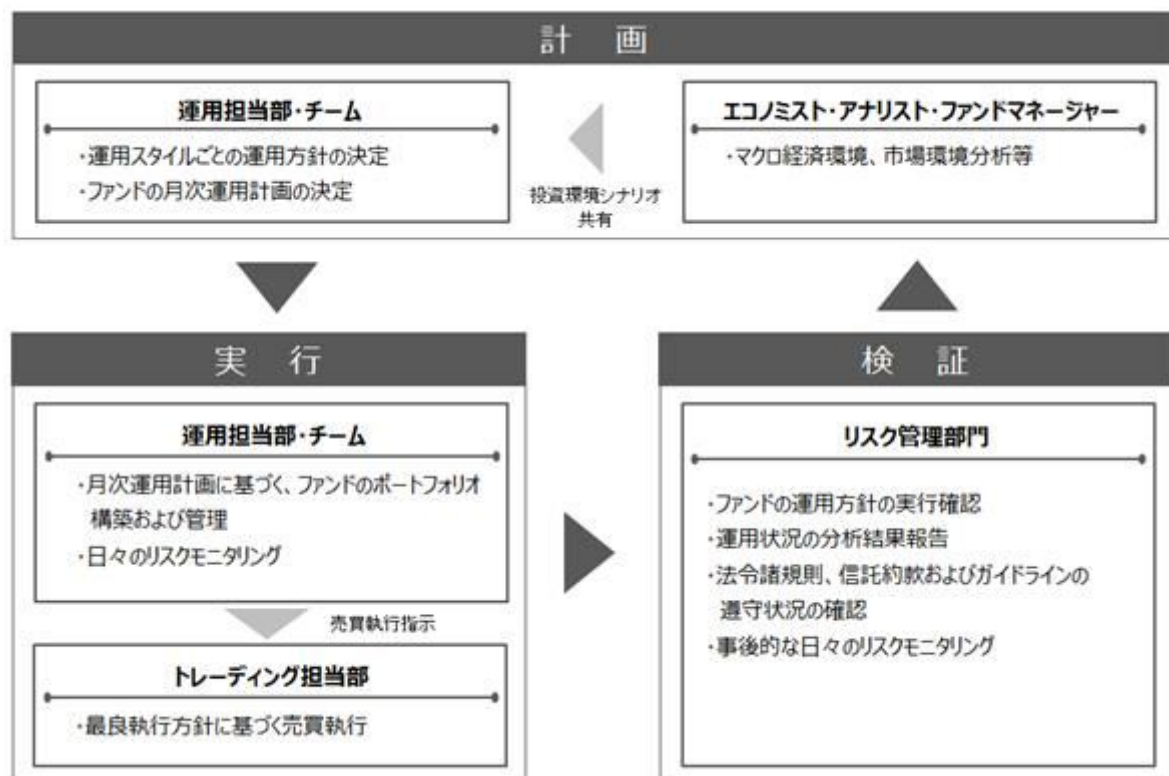 計 画
運用担当部・チーム
・運用スタイルごとの運用方針の決定
・ファンドの月次運用計画の決定
投資環境シナリオ
共有
エコノミスト・アナリスト・ファンドマネージャー
・マクロ経済環境、市場環境分析等
実 行
運用担当部・チーム
・月次運用計画に基づく、ファンドのポートフォリオ
構築および管理
・日々のリスクモニタリング
売買執行指示
トレーディング担当部
・最良執行方針に基づく売買執行
検 証
リスク管理部門
・ファンドの運用方針の実行確認
・運用状況の分析結果報告
・法令諸規則、信託約款およびガイドラインの
遵守状況の確認
・事後的な日々のリスクモニタリング